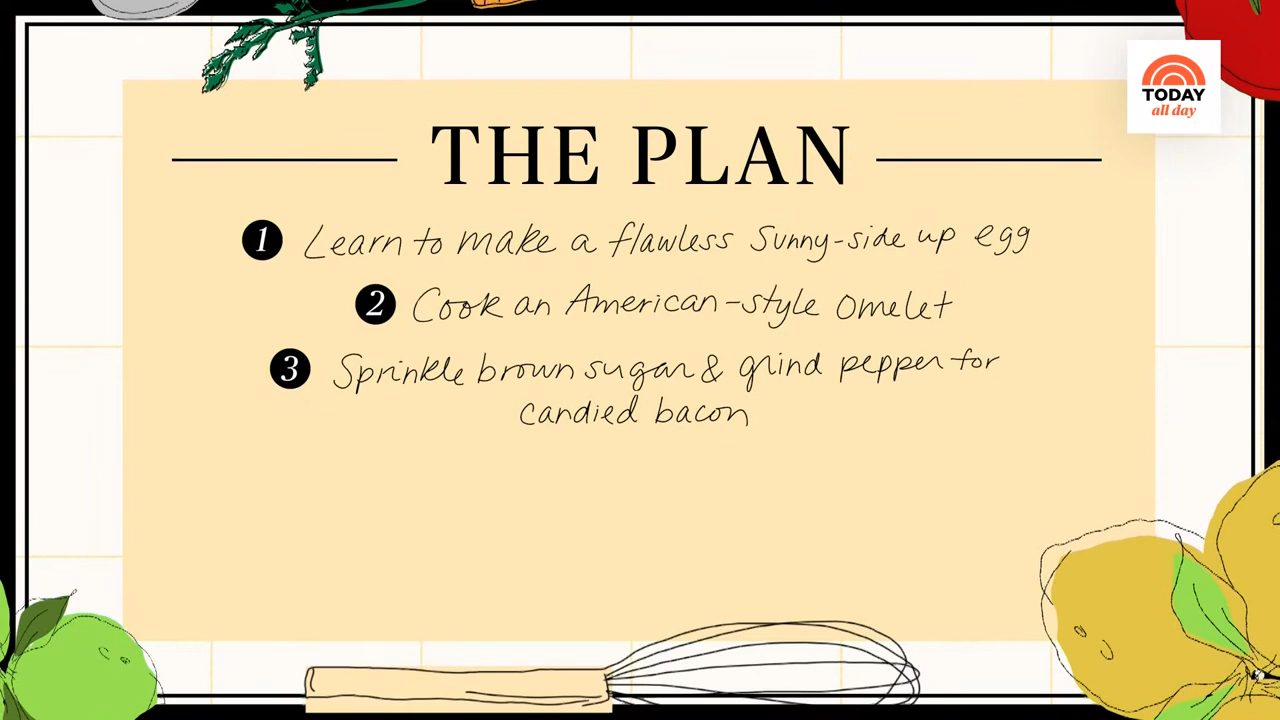 TODAY
all day
THE PLAN
1 Learn to make a flawless sunny-side up egg
2 Cook an American-style omelet
3 Sprinkle brown sugar & grind pepper for
candied bacon